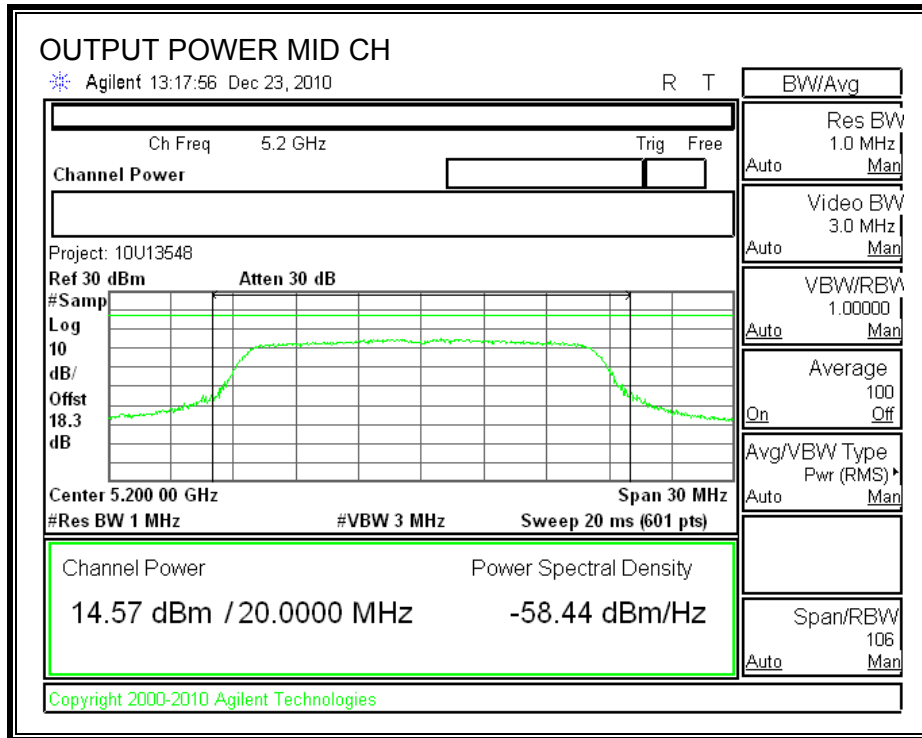 OUTPUT POWER MID CH
Agilent 13:17:56 Dec 23, 2010 R T
BW/Avg
Ch Freq 5.2 GHz Trig Free
Channel Power
Res BW
1.0 MHz
Auto Man
Video BW
3.0 MHz
Auto Man
Project: 10U13548
Ref 30 dBm Atten 30 dB
#Samp
Log
10
dB/
Offst
18.3
dB
VBW/RBW
1.00000
Auto Man
Average
100
On Off
Avg/VBW Type
Pwr (RMS)
Auto Man
Center 5.200 00 GHz Span 30 MHz
#Res BW 1 MHz #VBW 3 MHz Sweep 20 ms (601 pts)
Channel Power Power Spectral Density
14.57 dBm / 20.0000 MHz -58.44 dBm/Hz
Span/RBW
106
Auto Man
Copyright 2000-2010 Agilent Technologies